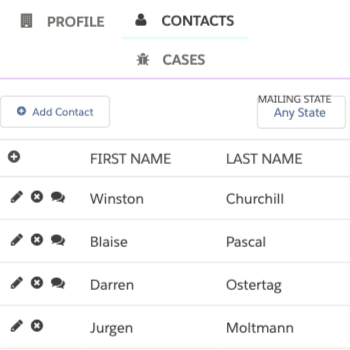 PROFILE CONTACTS
CASES
MAILING STATE
Add Contact Any State
FIRST NAME LAST NAME
Winston Churchill
Blaise Pascal
Darren Ostertag
Jurgen Moltmann